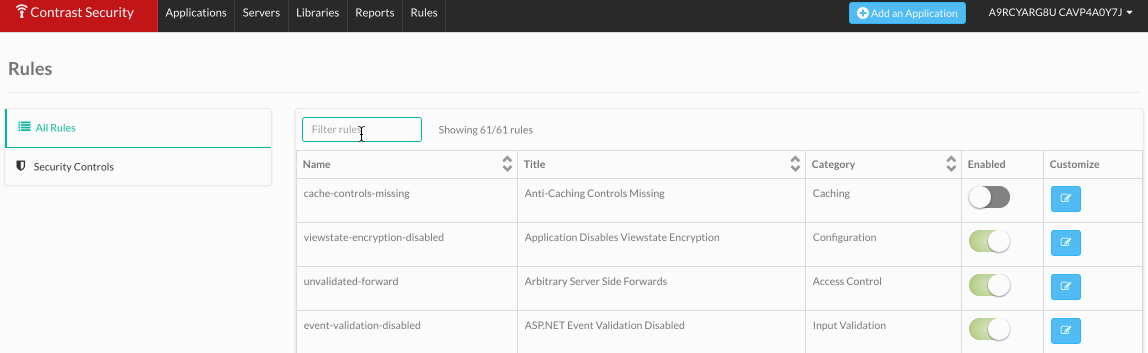 Contrast Security Applications Servers Libraries Reports Rules Add an Application A9RCYARG8U CAVP4A0Y7J
Rules
All Rules
Security Controls
Filter rules Showing 61/61 rules
Name Title Category Enabled Customize
cache-controls-missing Anti-Caching Controls Missing Caching
viewstate-encryption-disabled Application Disables Viewstate Encryption Configuration
unvalidated-forward Arbitrary Server Side Forwards Access Control
event-validation-disabled ASP.NET Event Validation Disabled Input Validation